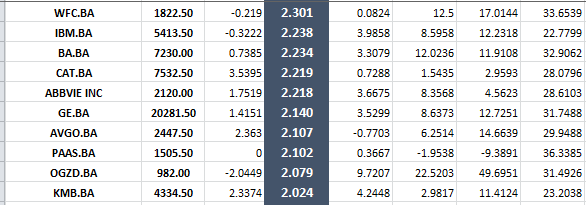 WFC.BA 1822.50 -0.219 2.301 0.0824 12.5 17.0144 33.6539
IBM.BA 5413.50 -0.3222 2.238 3.9858 8.5958 12.2318 22.7799
BA.BA 7230.00 0.7385 2.234 3.3079 12.0236 11.9108 32.9062
CAT.BA 7532.50 3.5395 2.219 0.7288 1.5435 2.9593 28.0796
ABBVIE INC 2120.00 1.7519 2.218 3.6675 8.3568 4.5623 28.6103
GE.BA 20281.50 1.4151 2.140 3.5299 8.6373 12.7251 31.7488
AVGO.BA 2447.50 2.363 2.107 -0.7703 6.2514 14.6639 29.9488
PAAS.BA 1505.50 0 2.102 0.3667 -1.9538 -9.3891 36.3385
OGZD.BA 982.00 -2.0449 2.079 9.7207 22.5203 49.6951 31.4926
KMB.BA 4334.50 2.3374 2.024 4.2448 2.9817 11.4124 23.2038